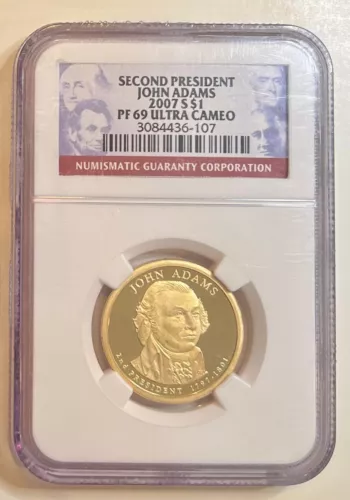 SECOND PRESIDENT
JOHN ADAMS
2007 S $1
PF 69 ULTRA CAMEO
3084436-107
NUMISMATIC GUARANTY CORPORATION
JOHN ADAMS
2nd PRESIDENT 1797-1801